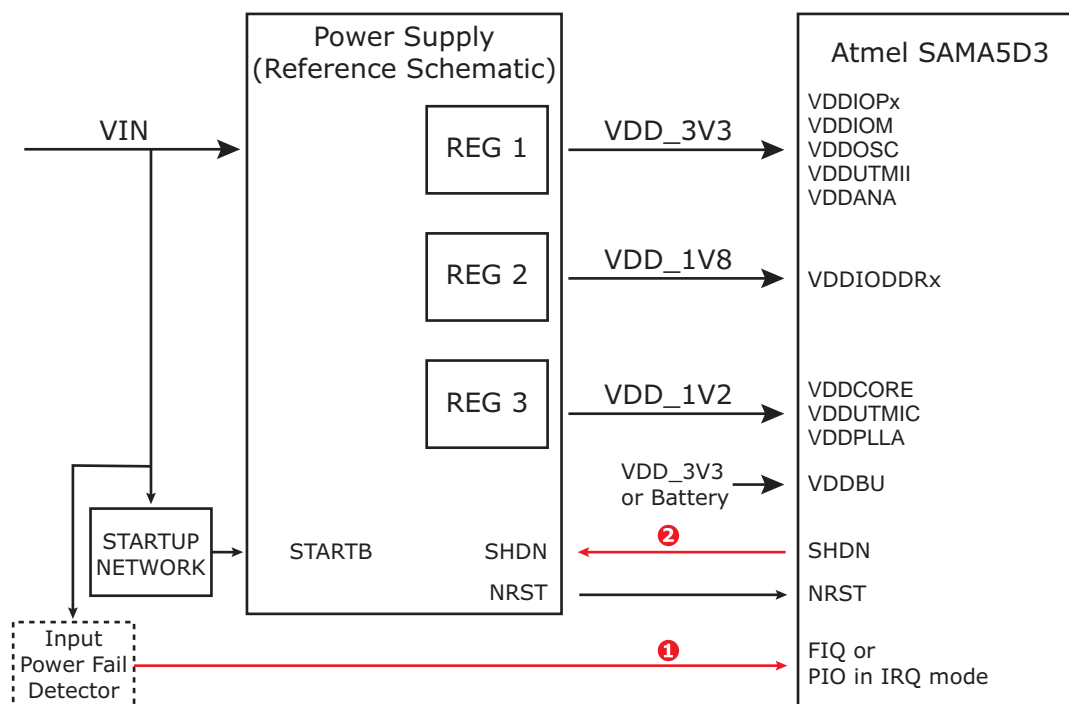 Power Supply
(Reference Schematic)
Atmel SAMA5D3
VIN
REG 1
VDD_3V3
VDDIOPx
VDDIOM
VDDOSC
VDDUTMII
VDDANA
REG 2
VDD_1V8
VDDIODDRx
REG 3
VDD_1V2
VDDCORE
VDDUTMIC
VDDPLLA
VDD_3V3
or Battery
VDDBU
STARTUP
NETWORK
STARTB
SHDN
2
SHDN
NRST
NRST
Input
Power Fail
Detector
1
FIQ or
PIO in IRQ mode